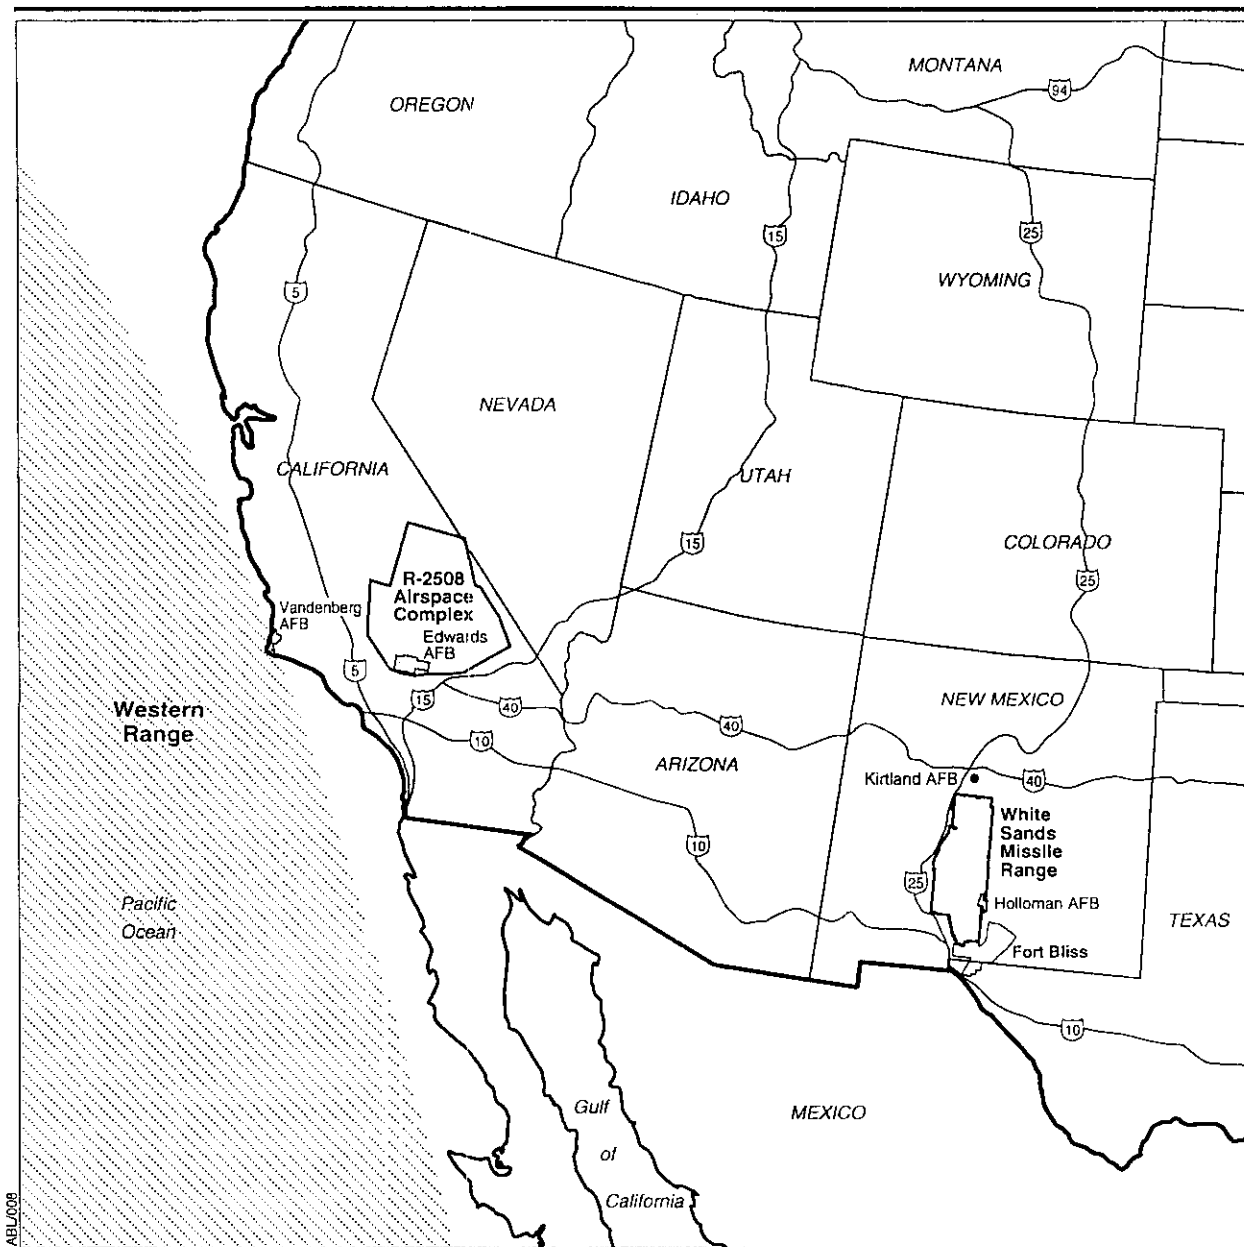 MONTANA
94
OREGON
IDAHO
15
25
WYOMING
5
NEVADA
CALIFORNIA
UTAH
15
COLORADO
25
R-2508
Airspace
Complex
Vandenberg
AFB
Edwards
AFB
5
15
40
10
Western
Range
NEW MEXICO
40
ARIZONA
Kirtland AFB
40
White
Sands
Missile
Range
10
25
Holloman AFB
Pacific
Ocean
TEXAS
Fort Bliss
10
MEXICO
Gulf
of
California
ABL/008